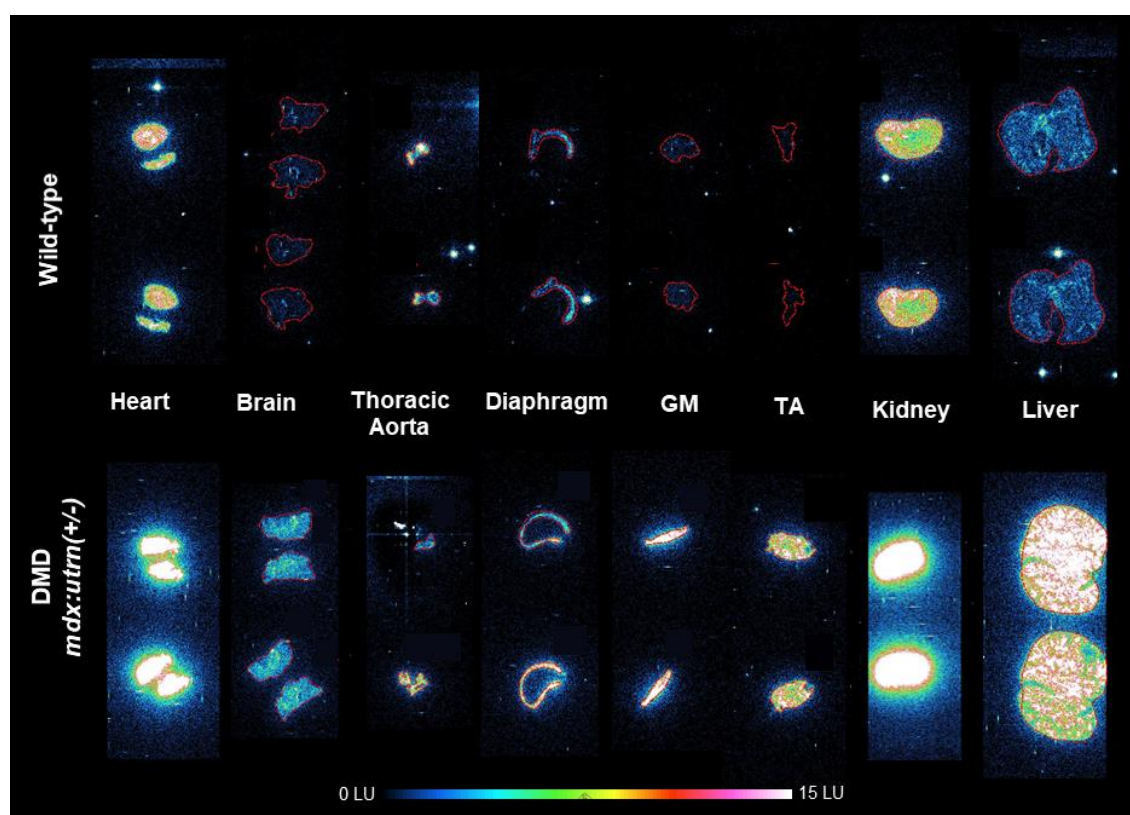 Wild-type
Heart
Brain
Thoracic
Aorta
Diaphragm
GM
TA
Kidney
Liver
DMD
mdx:utrn(+/-)
0 LU
15 LU